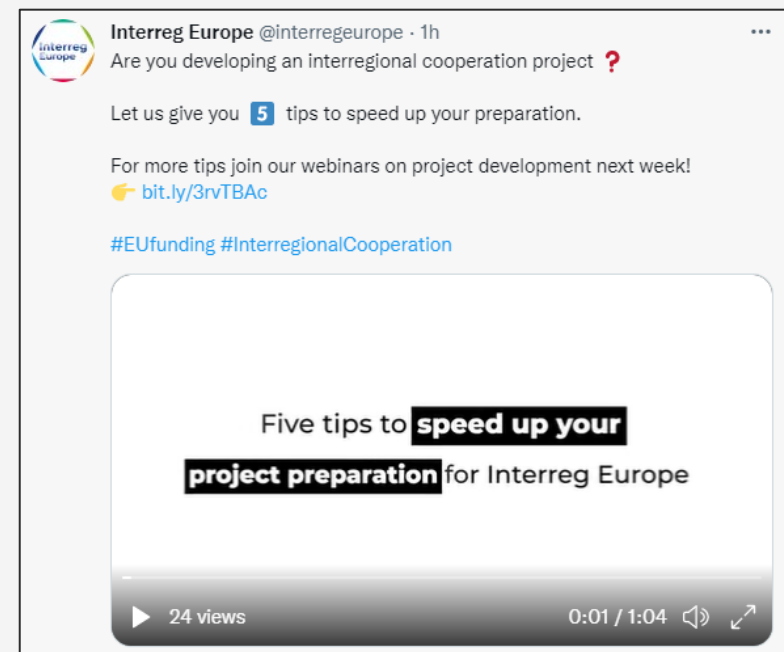 Interreg
Europe
Interreg Europe @interregeurope · 1h
Are you developing an interregional cooperation project ❓
Let us give you 5️⃣ tips to speed up your preparation.
For more tips join our webinars on project development next week!
👉 bit.ly/3rvTBAc
#EUfunding #InterregionalCooperation
Five tips to speed up your
project preparation for Interreg Europe
24 views 0:01 / 1:04